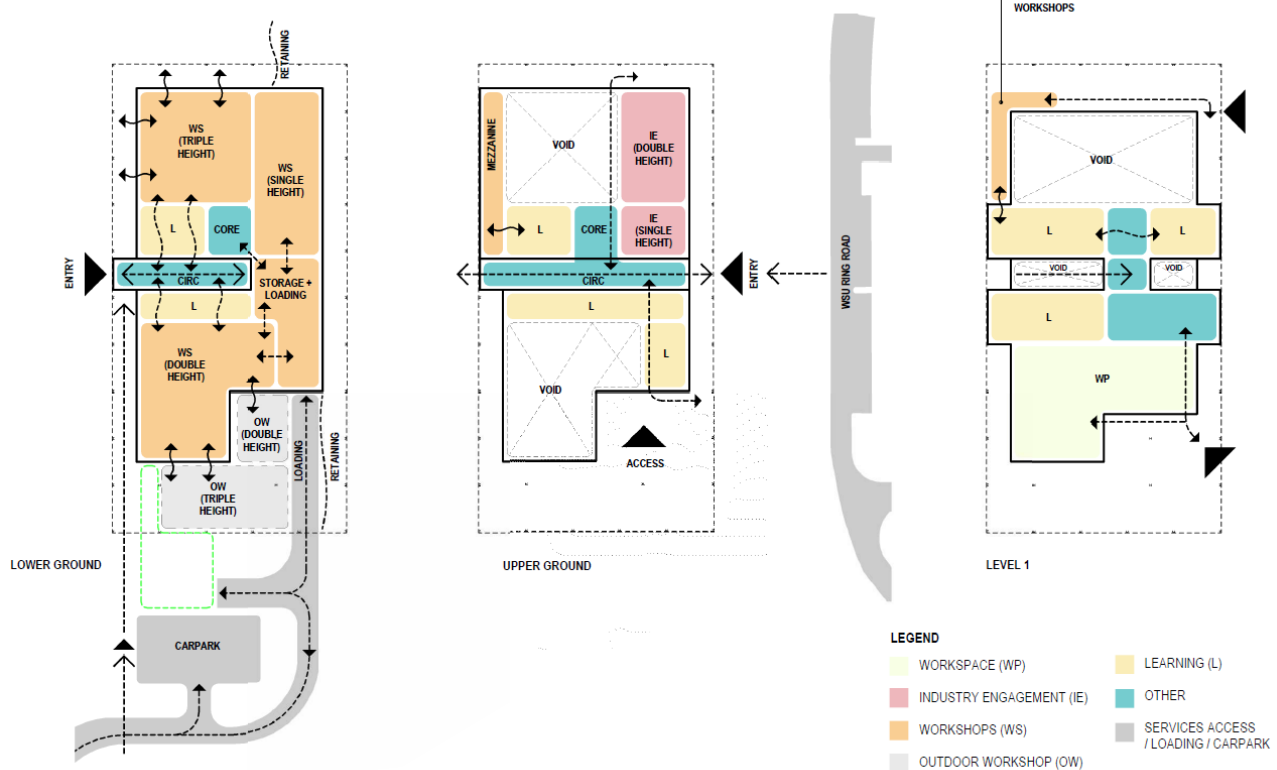 WORKSHOPS
RETAINING
WS
(TRIPLE
HEIGHT)
WS
(SINGLE
HEIGHT)
L
CORE
ENTRY
CIRC
STORAGE +
LOADING
L
WS
(DOUBLE
HEIGHT)
OW
(DOUBLE
HEIGHT)
LOADING
RETAINING
OW
(TRIPLE
HEIGHT)
LOWER GROUND
CARPARK
MEZZANINE
VOID
IE
(DOUBLE
HEIGHT)
L
CORE
IE
(SINGLE
HEIGHT)
CIRC
ENTRY
L
L
VOID
ACCESS
UPPER GROUND
WSU RING ROAD
VOID
L
L
VOID
VOID
L
WP
LEVEL 1
LEGEND
WORKSPACE (WP)
INDUSTRY ENGAGEMENT (IE)
WORKSHOPS (WS)
OUTDOOR WORKSHOP (OW)
LEARNING (L)
OTHER
SERVICES ACCESS
/ LOADING / CARPARK